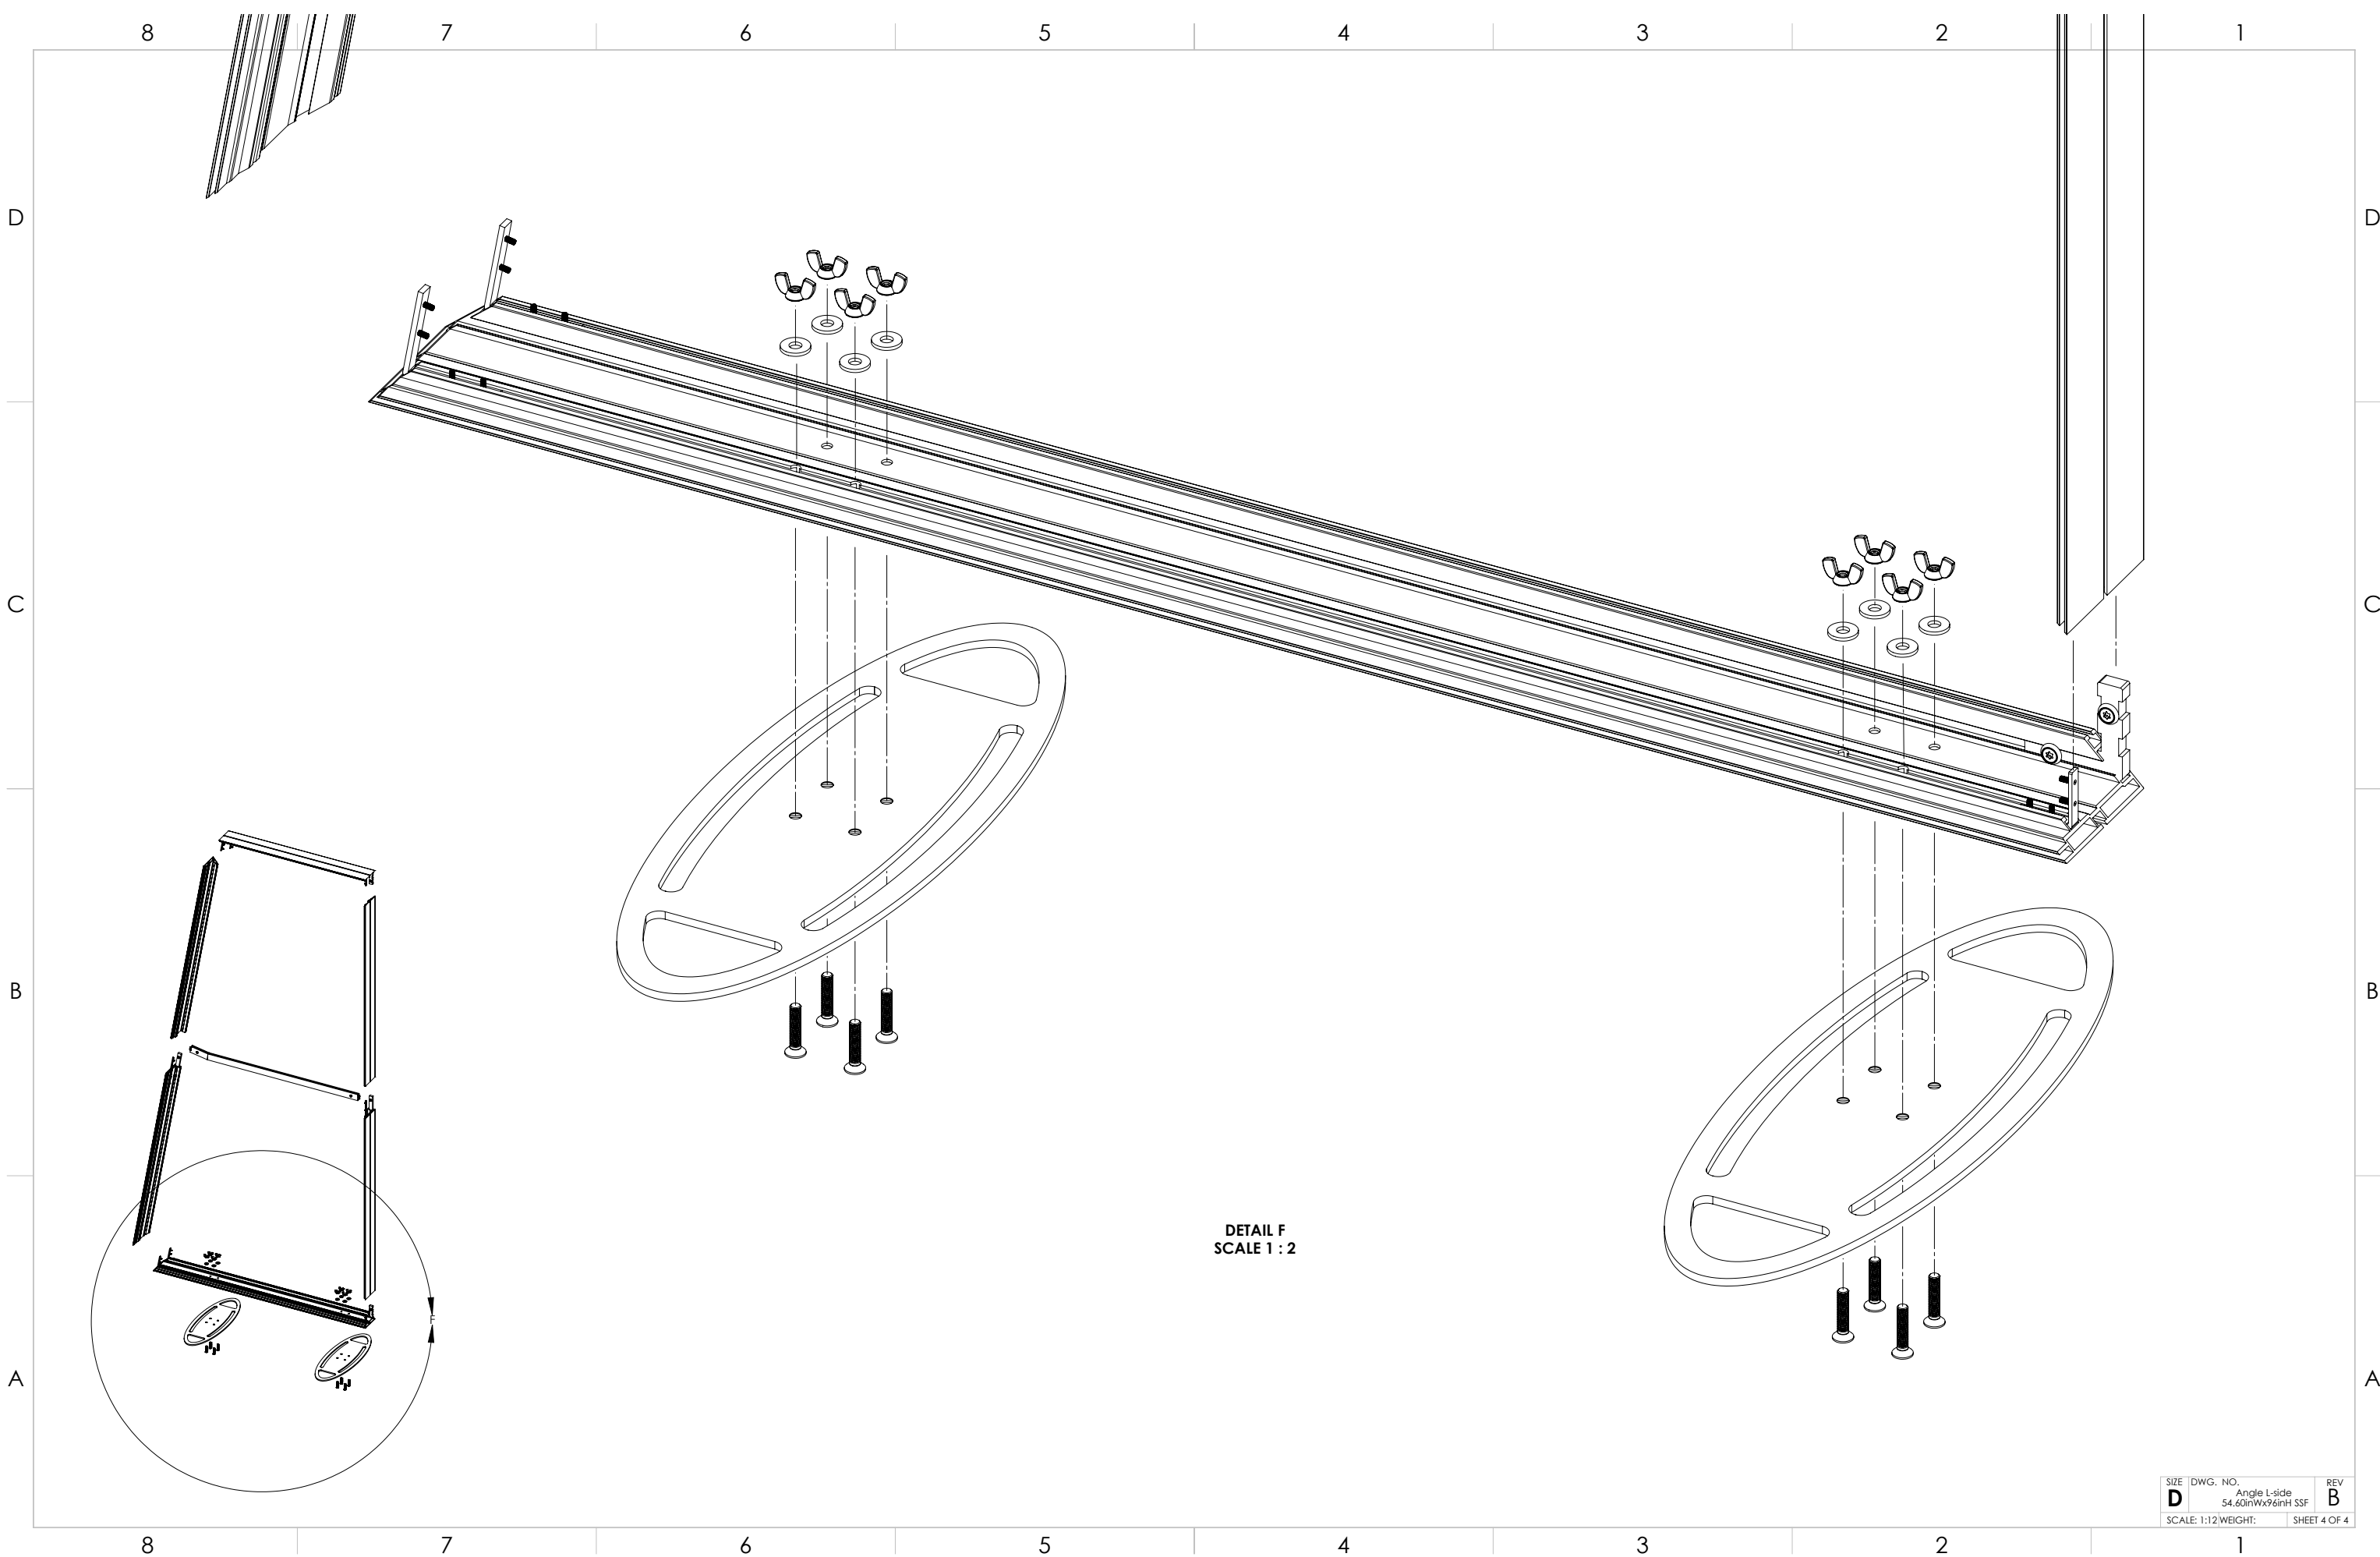 8 7 6 5 4 3 2 1
D D
C C
B B
A A
F
DETAIL F
SCALE 1 : 2
SIZE DWG. NO. REV
D Angle L-side B
54.60inWx96inH SSF
SCALE: 1:12 WEIGHT: SHEET 4 OF 4
8 7 6 5 4 3 2 1